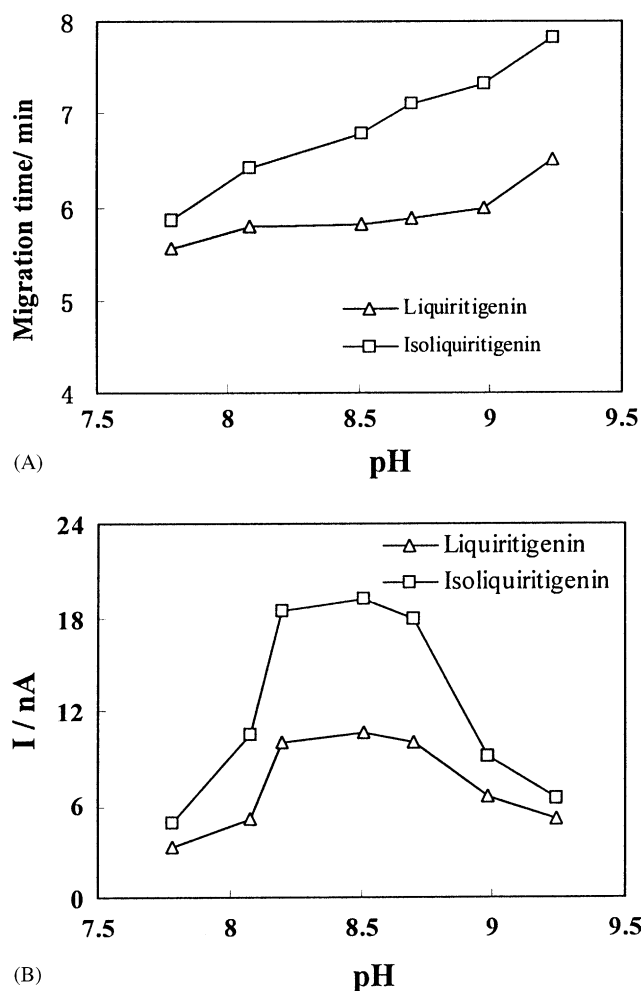 8
7
6
5
4
Migration time/ min
Liquiritigenin
Isoliquiritigenin
7.5 8 8.5 9 9.5
(A)
pH
24
18
12
6
0
I / nA
Liquiritigenin
Isoliquiritigenin
7.5 8 8.5 9 9.5
(B)
pH